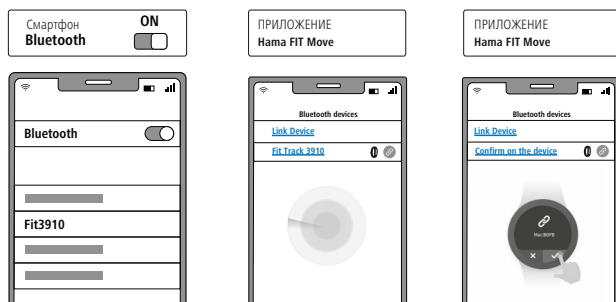 Смартфон
Bluetooth
ON
ПРИЛОЖЕНИЕ
Hama FIT Move
ПРИЛОЖЕНИЕ
Hama FIT Move
Bluetooth
Fit3910
Bluetooth devices
Link Device
Fit Track 3910
Bluetooth devices
Link Device
Confirm on the device